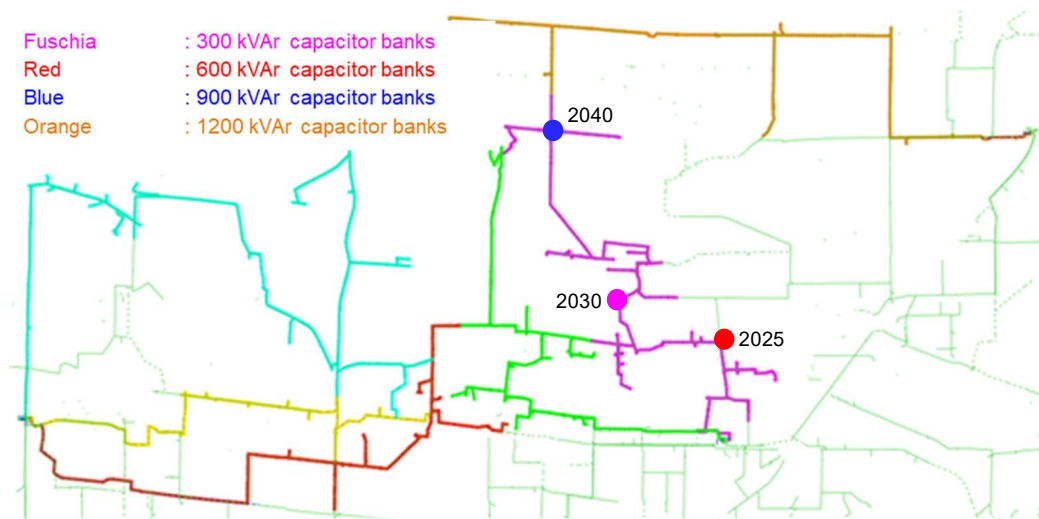 Fuschia : 300 kVAr capacitor banks
Red : 600 kVAr capacitor banks
Blue : 900 kVAr capacitor banks
Orange : 1200 kVAr capacitor banks
2040
2030
2025